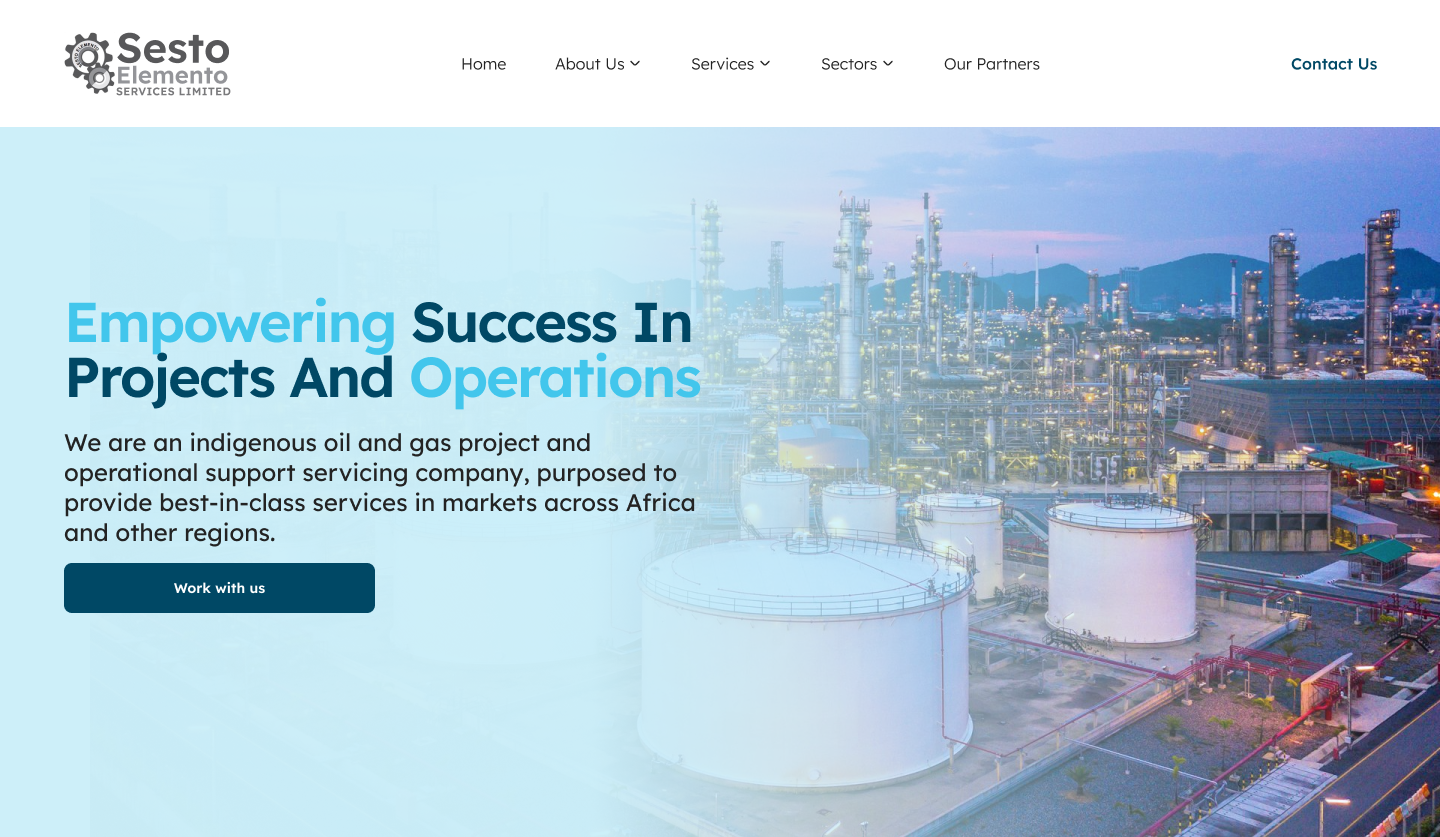 Sesto
Elemento
SERVICES LIMITED
SESTO ELEMENTO
Home
About Us
Services
Sectors
Our Partners
Contact Us
Empowering Success In
Projects And Operations
We are an indigenous oil and gas project and
operational support servicing company, purposed to
provide best-in-class services in markets across Africa
and other regions.
Work with us